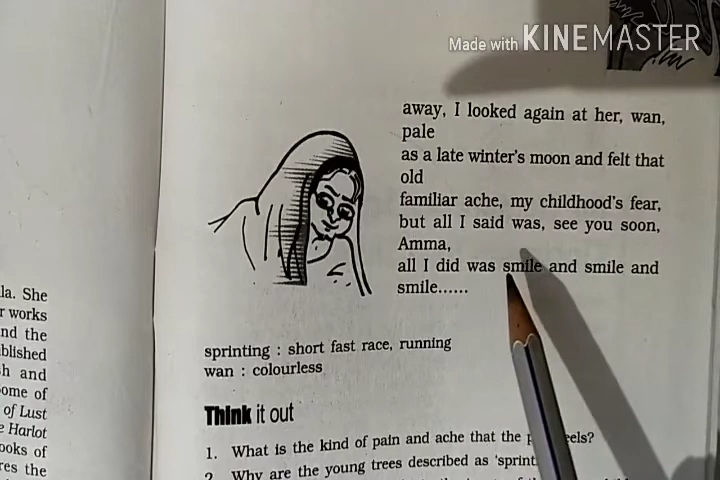 Made with KINEMASTER
away, I looked again at her, wan,
pale
as a late winter's moon and felt that
old
familiar ache, my childhood's fear,
but all I said was, see you soon,
Amma,
all I did was smile and smile and
smile......
la. She
works
nd the
blished
h and
ome of
of Lust
Harlot
ooks of
res the
sprinting : short fast race, running
wan : colourless
Think it out
1. What is the kind of pain and ache that the p eels?
2. Why are the young trees described as 'sprint